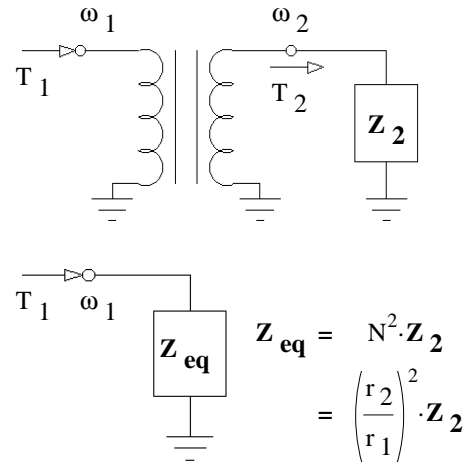 ω 1 ω 2
T 1 T 2
Z 2
T 1 ω 1
Z eq
Z eq = N² · Z 2
= (r 2 / r 1)² · Z 2